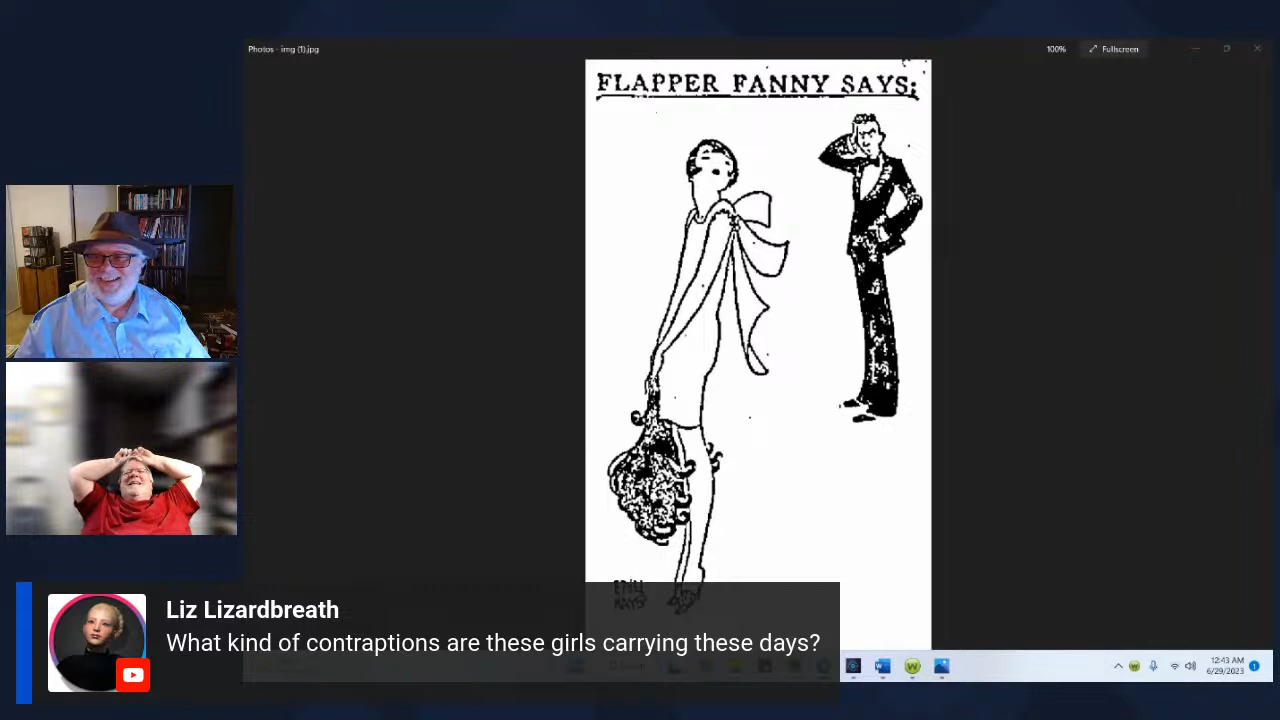 Photos - img (1).jpg
100%
Fullscreen
FLAPPER FANNY SAYS:
Liz Lizardbreath
What kind of contraptions are these girls carrying these days?
12:43 AM
6/29/2023